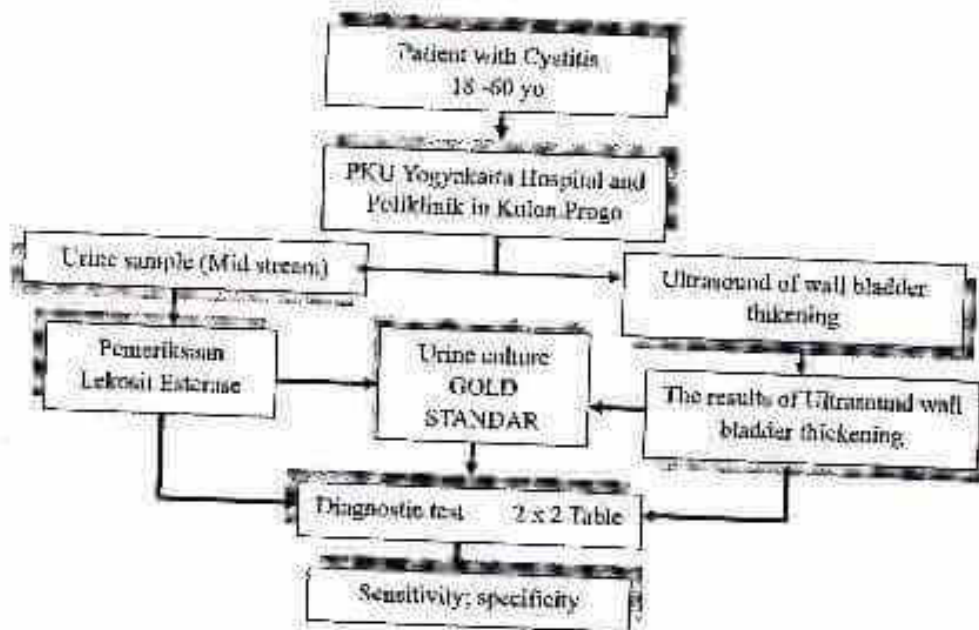 Patient with Cystitis
18 -60 yo
PKU Yogyakarta Hospital and
Poliklinik in Kulon Progo
Urine sample (Mid stream)
Ultrasound of wall bladder
thickening
Pemeriksaan
Lekosit Esterase
Urine culture
GOLD
STANDAR
The results of Ultrasound wall
bladder thickening
Diagnostic test 2 x 2 Table
Sensitivity; specificity